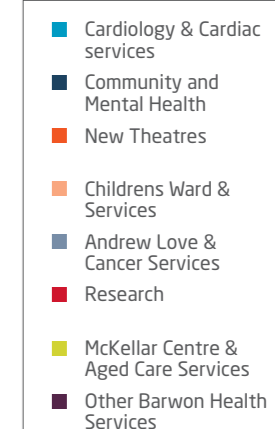 Cardiology & Cardiac
services
Community and
Mental Health
New Theatres
Childrens Ward &
Services
Andrew Love &
Cancer Services
Research
McKellar Centre &
Aged Care Services
Other Barwon Health
Services